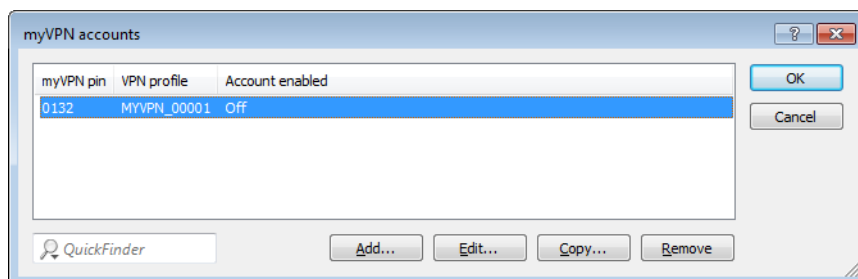 myVPN accounts
?
myVPN pin VPN profile Account enabled
0132 MYVPN_00001 Off
OK
Cancel
QuickFinder
Add...
Edit...
Copy...
Remove